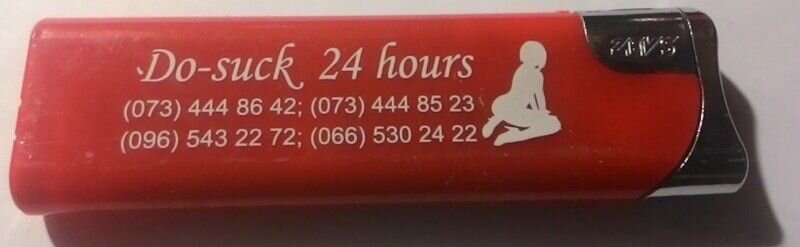 Do-suck 24 hours
(073) 444 86 42; (073) 444 85 23
(096) 543 22 72; (066) 530 24 22